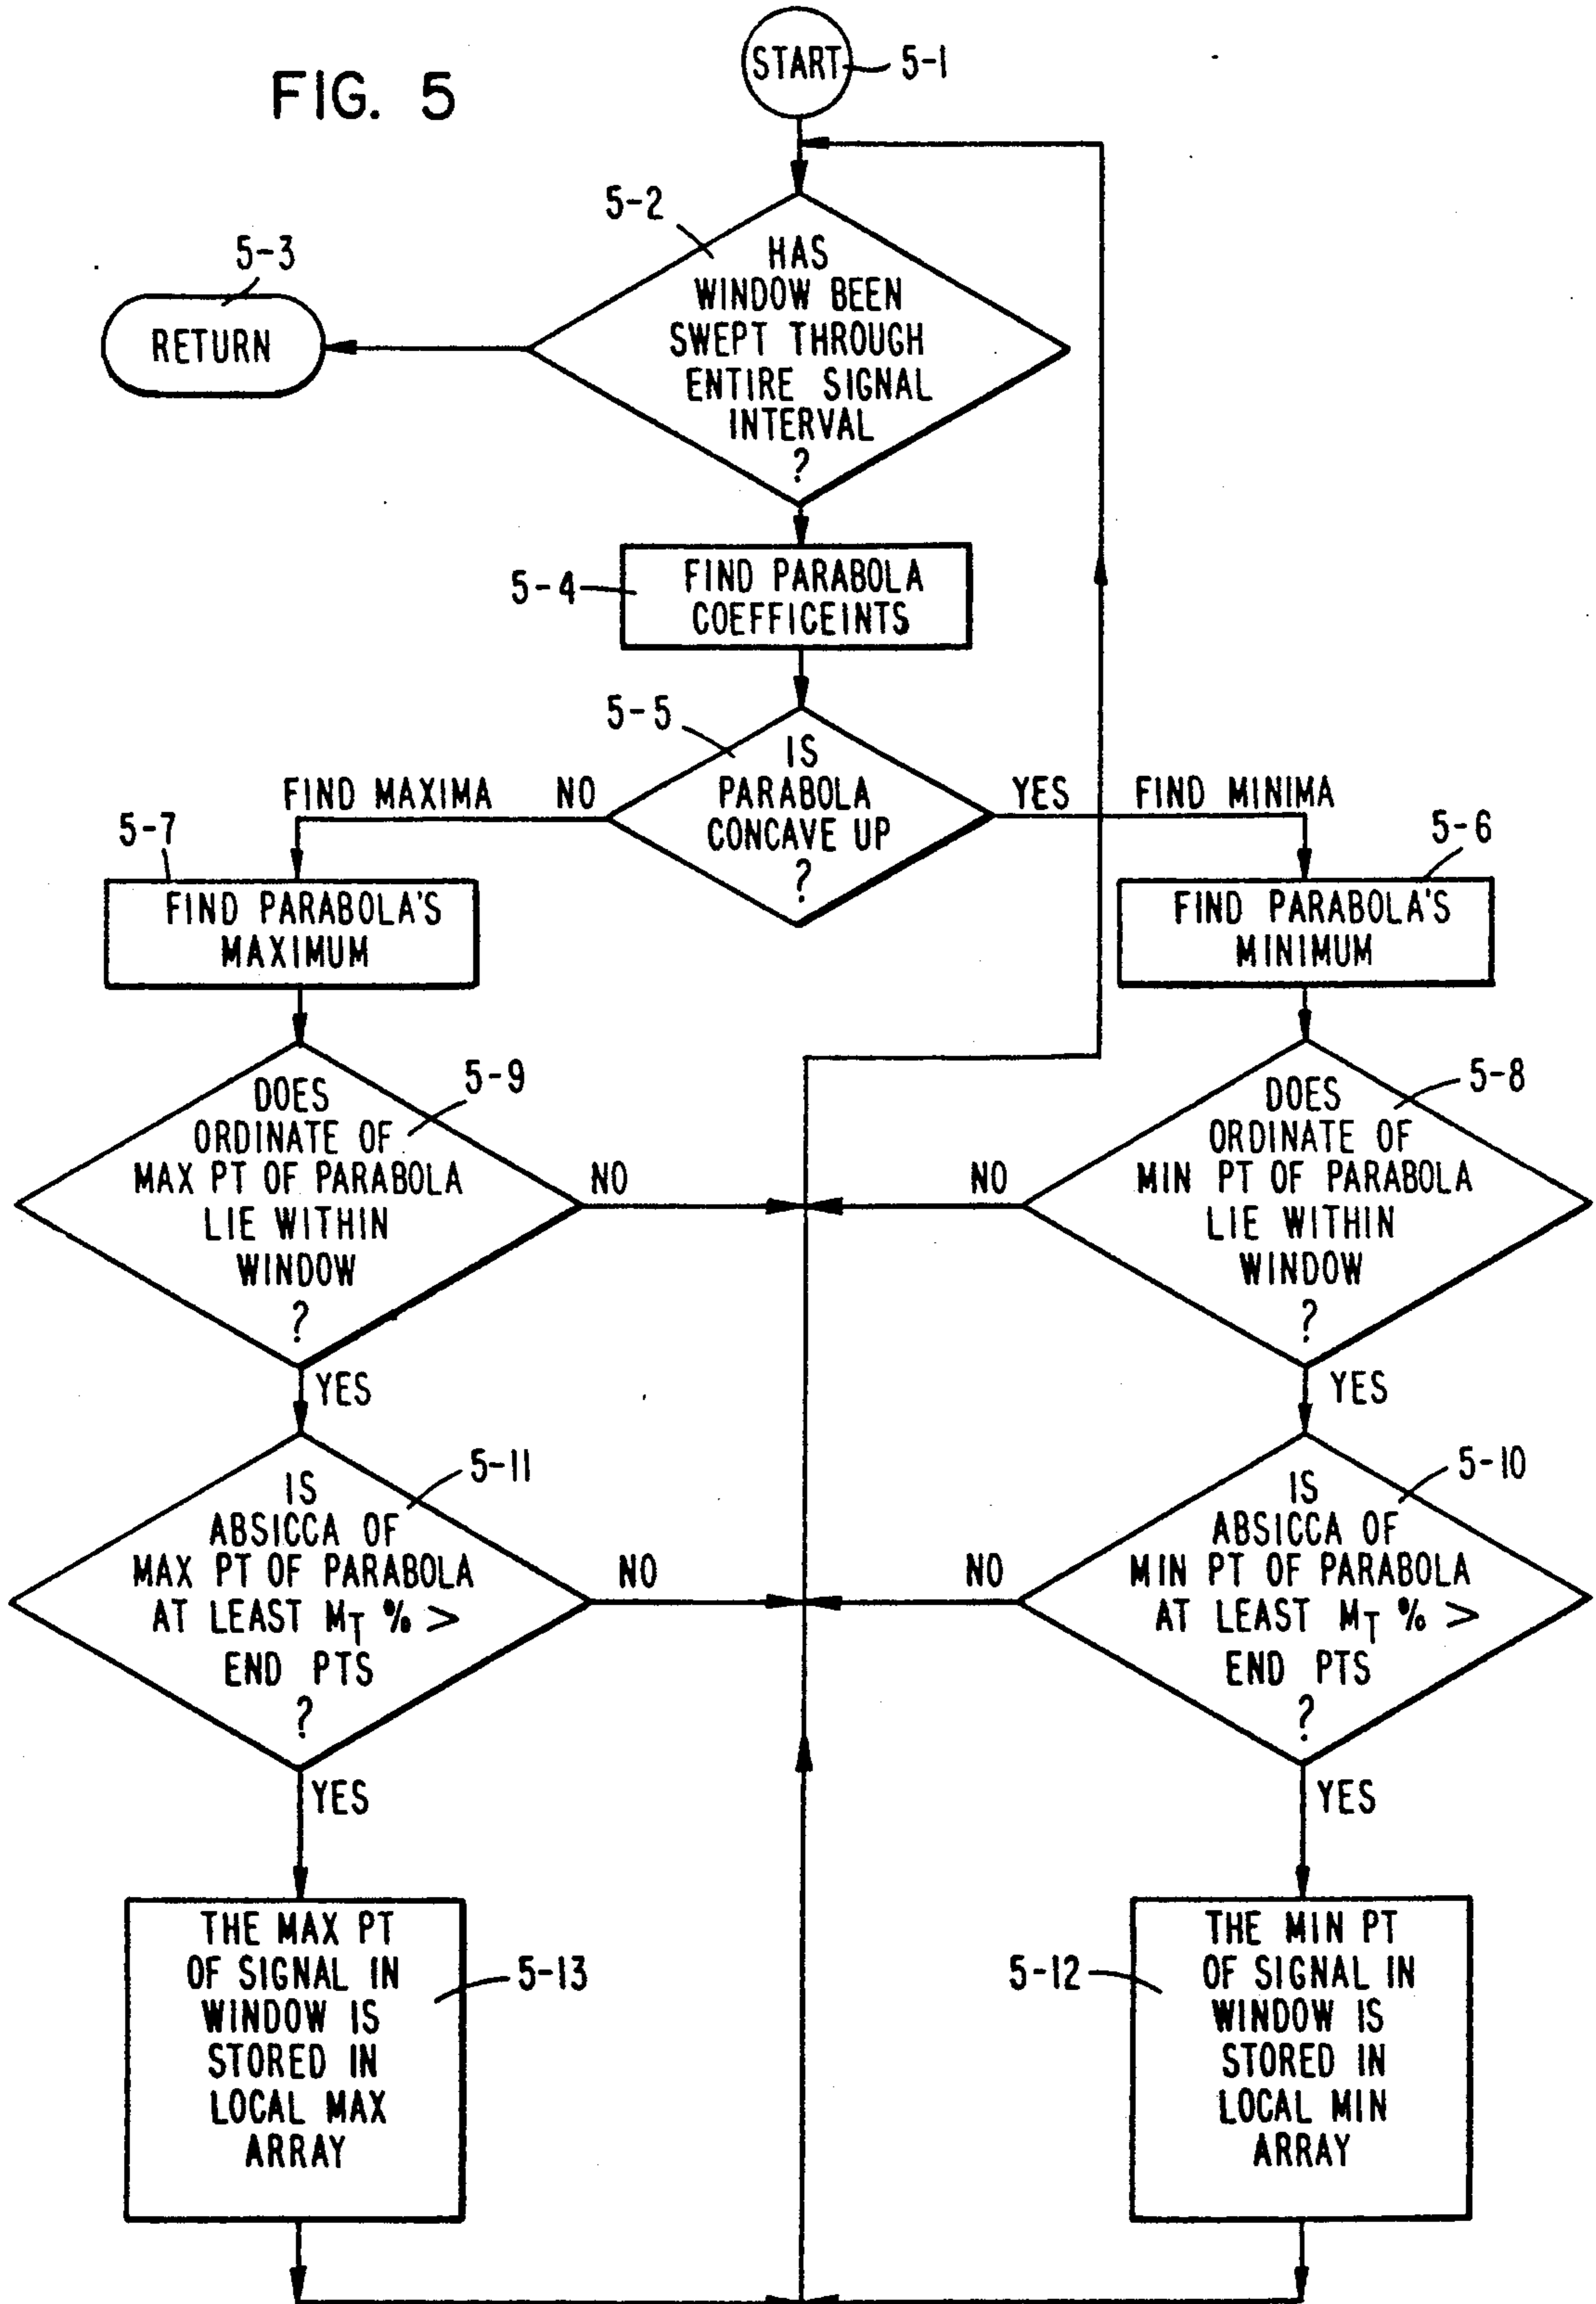 FIG. 5
START
5-1
5-2
HAS
WINDOW BEEN
SWEPT THROUGH
ENTIRE SIGNAL
INTERVAL
?
5-3
RETURN
5-4
FIND PARABOLA
COEFFICEINTS
5-5
IS
PARABOLA
CONCAVE UP
?
FIND MAXIMA
NO
YES
FIND MINIMA
5-7
FIND PARABOLA'S
MAXIMUM
5-6
FIND PARABOLA'S
MINIMUM
5-9
DOES
ORDINATE OF
MAX PT OF PARABOLA
LIE WITHIN
WINDOW
?
NO
YES
5-8
DOES
ORDINATE OF
MIN PT OF PARABOLA
LIE WITHIN
WINDOW
?
NO
YES
5-11
IS
ABSICCA OF
MAX PT OF PARABOLA
AT LEAST MT % >
END PTS
?
NO
YES
5-10
IS
ABSICCA OF
MIN PT OF PARABOLA
AT LEAST MT % >
END PTS
?
NO
YES
THE MAX PT
OF SIGNAL IN
WINDOW IS
STORED IN
LOCAL MAX
ARRAY
5-13
5-12
THE MIN PT
OF SIGNAL IN
WINDOW IS
STORED IN
LOCAL MIN
ARRAY